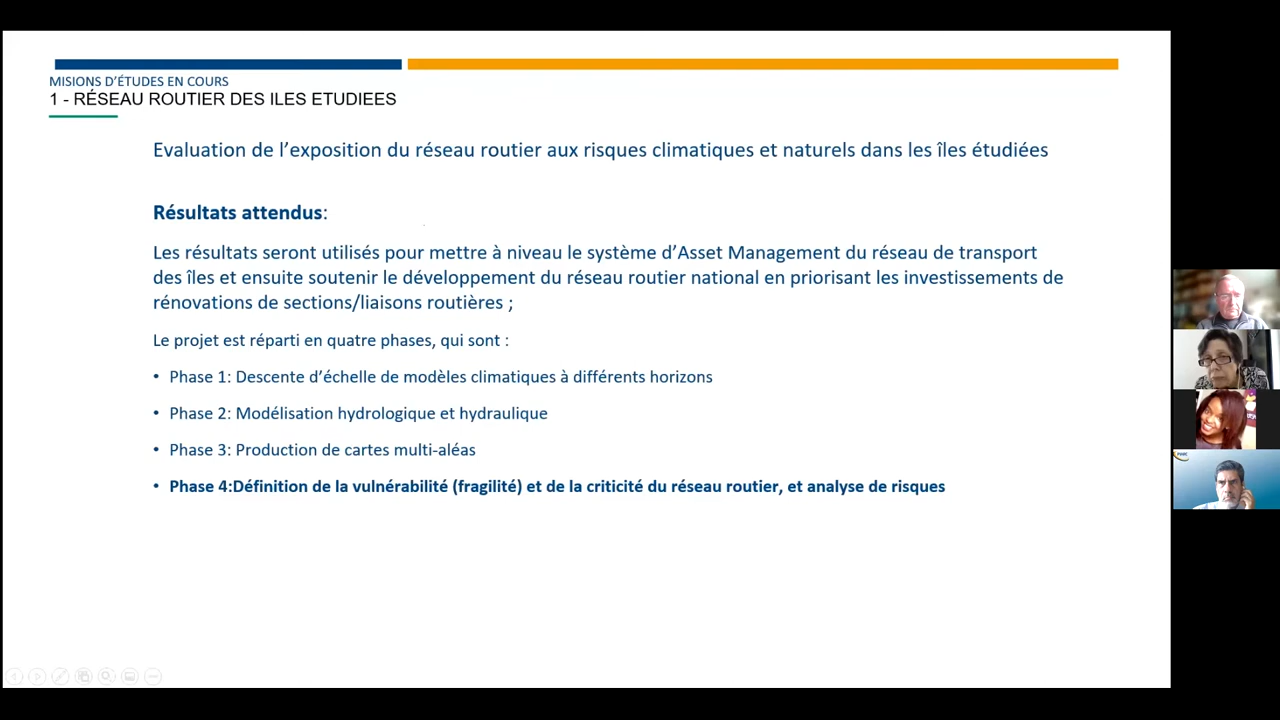 MISIONS D’ÉTUDES EN COURS
1 - RÉSEAU ROUTIER DES ILES ETUDIEES
Evaluation de l’exposition du réseau routier aux risques climatiques et naturels dans les îles étudiées
Résultats attendus:
Les résultats seront utilisés pour mettre à niveau le système d’Asset Management du réseau de transport
des îles et ensuite soutenir le développement du réseau routier national en priorisant les investissements de
rénovations de sections/liaisons routières ;
Le projet est réparti en quatre phases, qui sont :
• Phase 1: Descente d’échelle de modèles climatiques à différents horizons
• Phase 2: Modélisation hydrologique et hydraulique
• Phase 3: Production de cartes multi-aléas
• Phase 4:Définition de la vulnérabilité (fragilité) et de la criticité du réseau routier, et analyse de risques